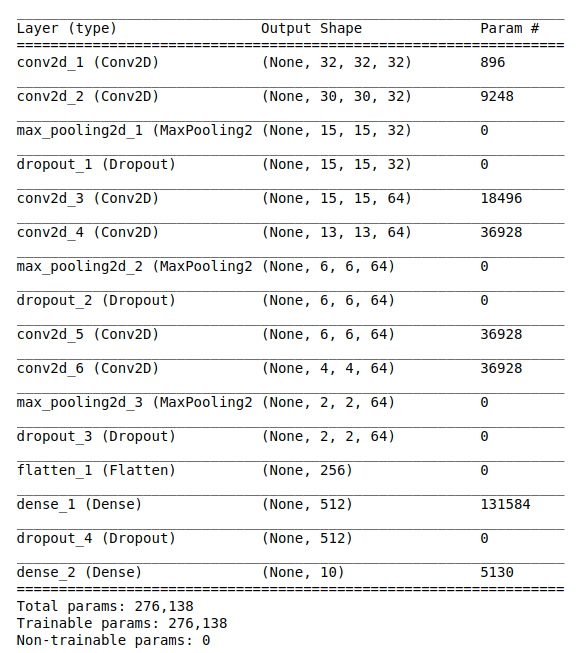 Layer (type) Output Shape Param #
=================================================================
conv2d_1 (Conv2D) (None, 32, 32, 32) 896
conv2d_2 (Conv2D) (None, 30, 30, 32) 9248
max_pooling2d_1 (MaxPooling2 (None, 15, 15, 32) 0
dropout_1 (Dropout) (None, 15, 15, 32) 0
conv2d_3 (Conv2D) (None, 15, 15, 64) 18496
conv2d_4 (Conv2D) (None, 13, 13, 64) 36928
max_pooling2d_2 (MaxPooling2 (None, 6, 6, 64) 0
dropout_2 (Dropout) (None, 6, 6, 64) 0
conv2d_5 (Conv2D) (None, 6, 6, 64) 36928
conv2d_6 (Conv2D) (None, 4, 4, 64) 36928
max_pooling2d_3 (MaxPooling2 (None, 2, 2, 64) 0
dropout_3 (Dropout) (None, 2, 2, 64) 0
flatten_1 (Flatten) (None, 256) 0
dense_1 (Dense) (None, 512) 131584
dropout_4 (Dropout) (None, 512) 0
dense_2 (Dense) (None, 10) 5130
=================================================================
Total params: 276,138
Trainable params: 276,138
Non-trainable params: 0